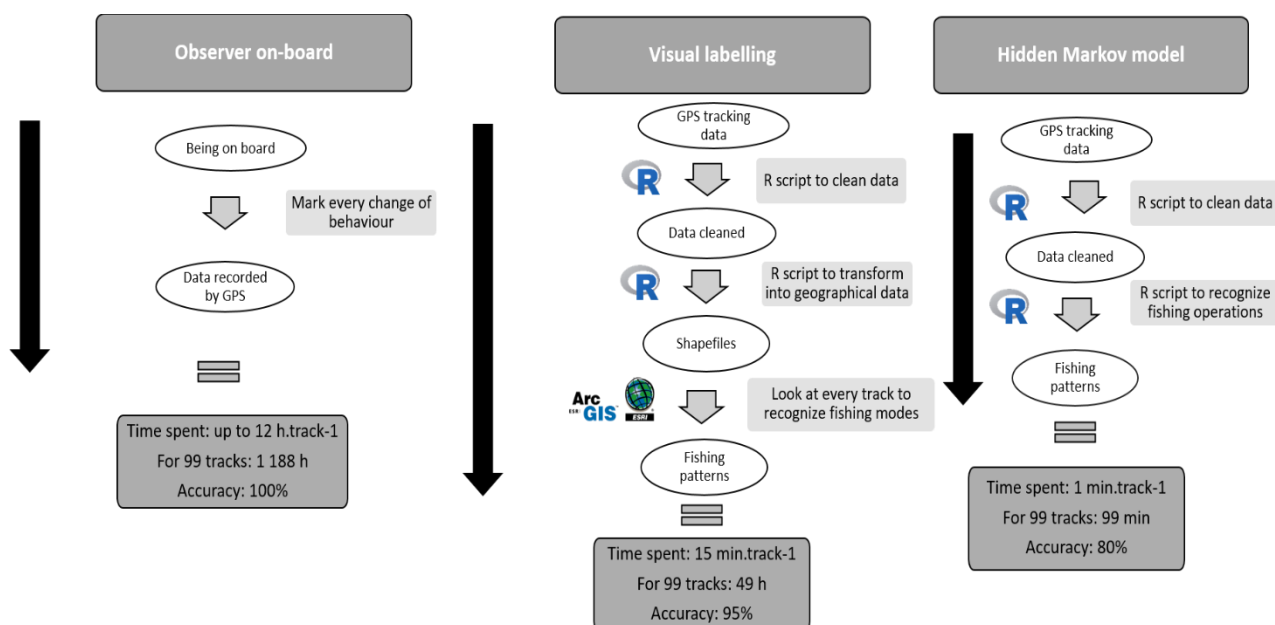 Observer on-board
Being on board
Mark every change of
behaviour
Data recorded
by GPS
Time spent: up to 12 h.track-1
For 99 tracks: 1 188 h
Accuracy: 100%
Visual labelling
GPS tracking
data
R
R script to clean data
Data cleaned
R
R script to transform
into geographical data
Shapefiles
Arc
ESRI GIS™
ESRI
Look at every track to
recognize fishing modes
Fishing
patterns
Time spent: 15 min.track-1
For 99 tracks: 49 h
Accuracy: 95%
Hidden Markov model
GPS tracking
data
R
R script to clean data
Data cleaned
R
R script to recognize
fishing operations
Fishing
patterns
Time spent: 1 min.track-1
For 99 tracks: 99 min
Accuracy: 80%